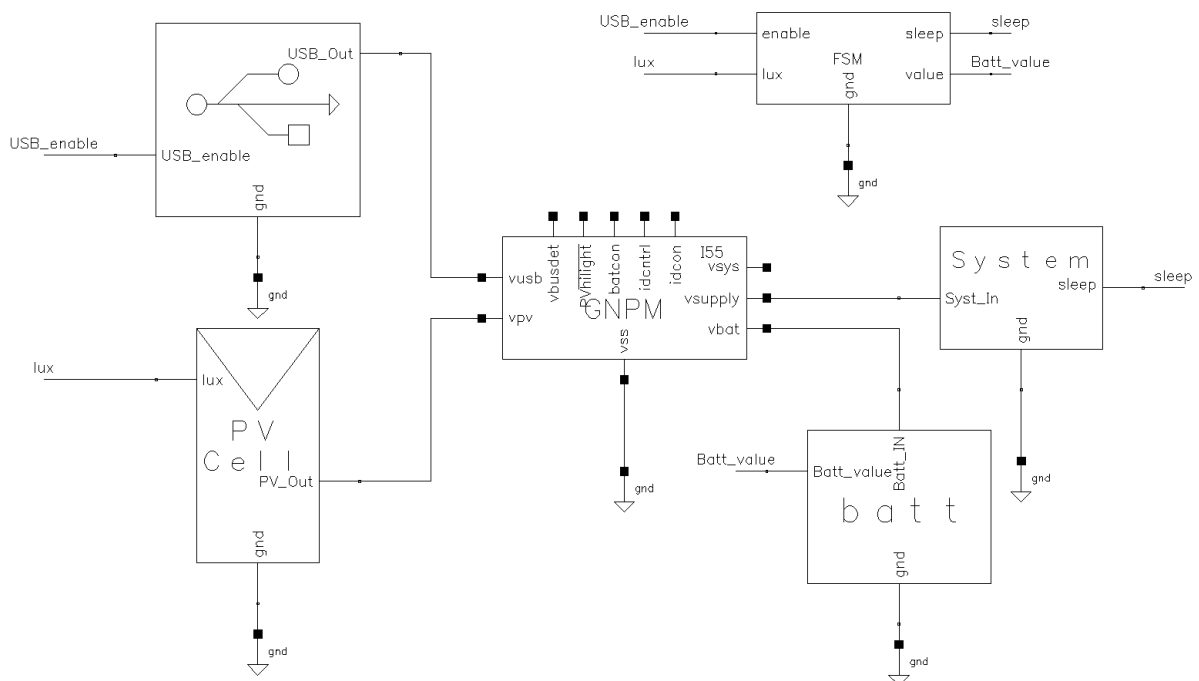 USB_enable
sleep
enable
sleep
FSM
lux
lux
value
Batt_value
gnd
gnd
USB_Out
USB_enable
USB_enable
gnd
gnd
vbusdet
PVhilight
batcon
idcntrl
idcon
I55
vsys
vusb
vsupply
GNPM
vpv
vbat
vss
gnd
System
sleep
sleep
Syst_In
gnd
gnd
lux
lux
PV
Cell
PV_Out
gnd
gnd
Batt_value
Batt_value
Batt_IN
batt
gnd
gnd